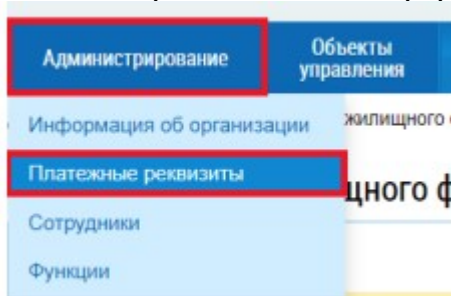 Администрирование
Объекты
управления
Информация об организации
жилищного
Платежные реквизиты
щного ф
Сотрудники
Функции